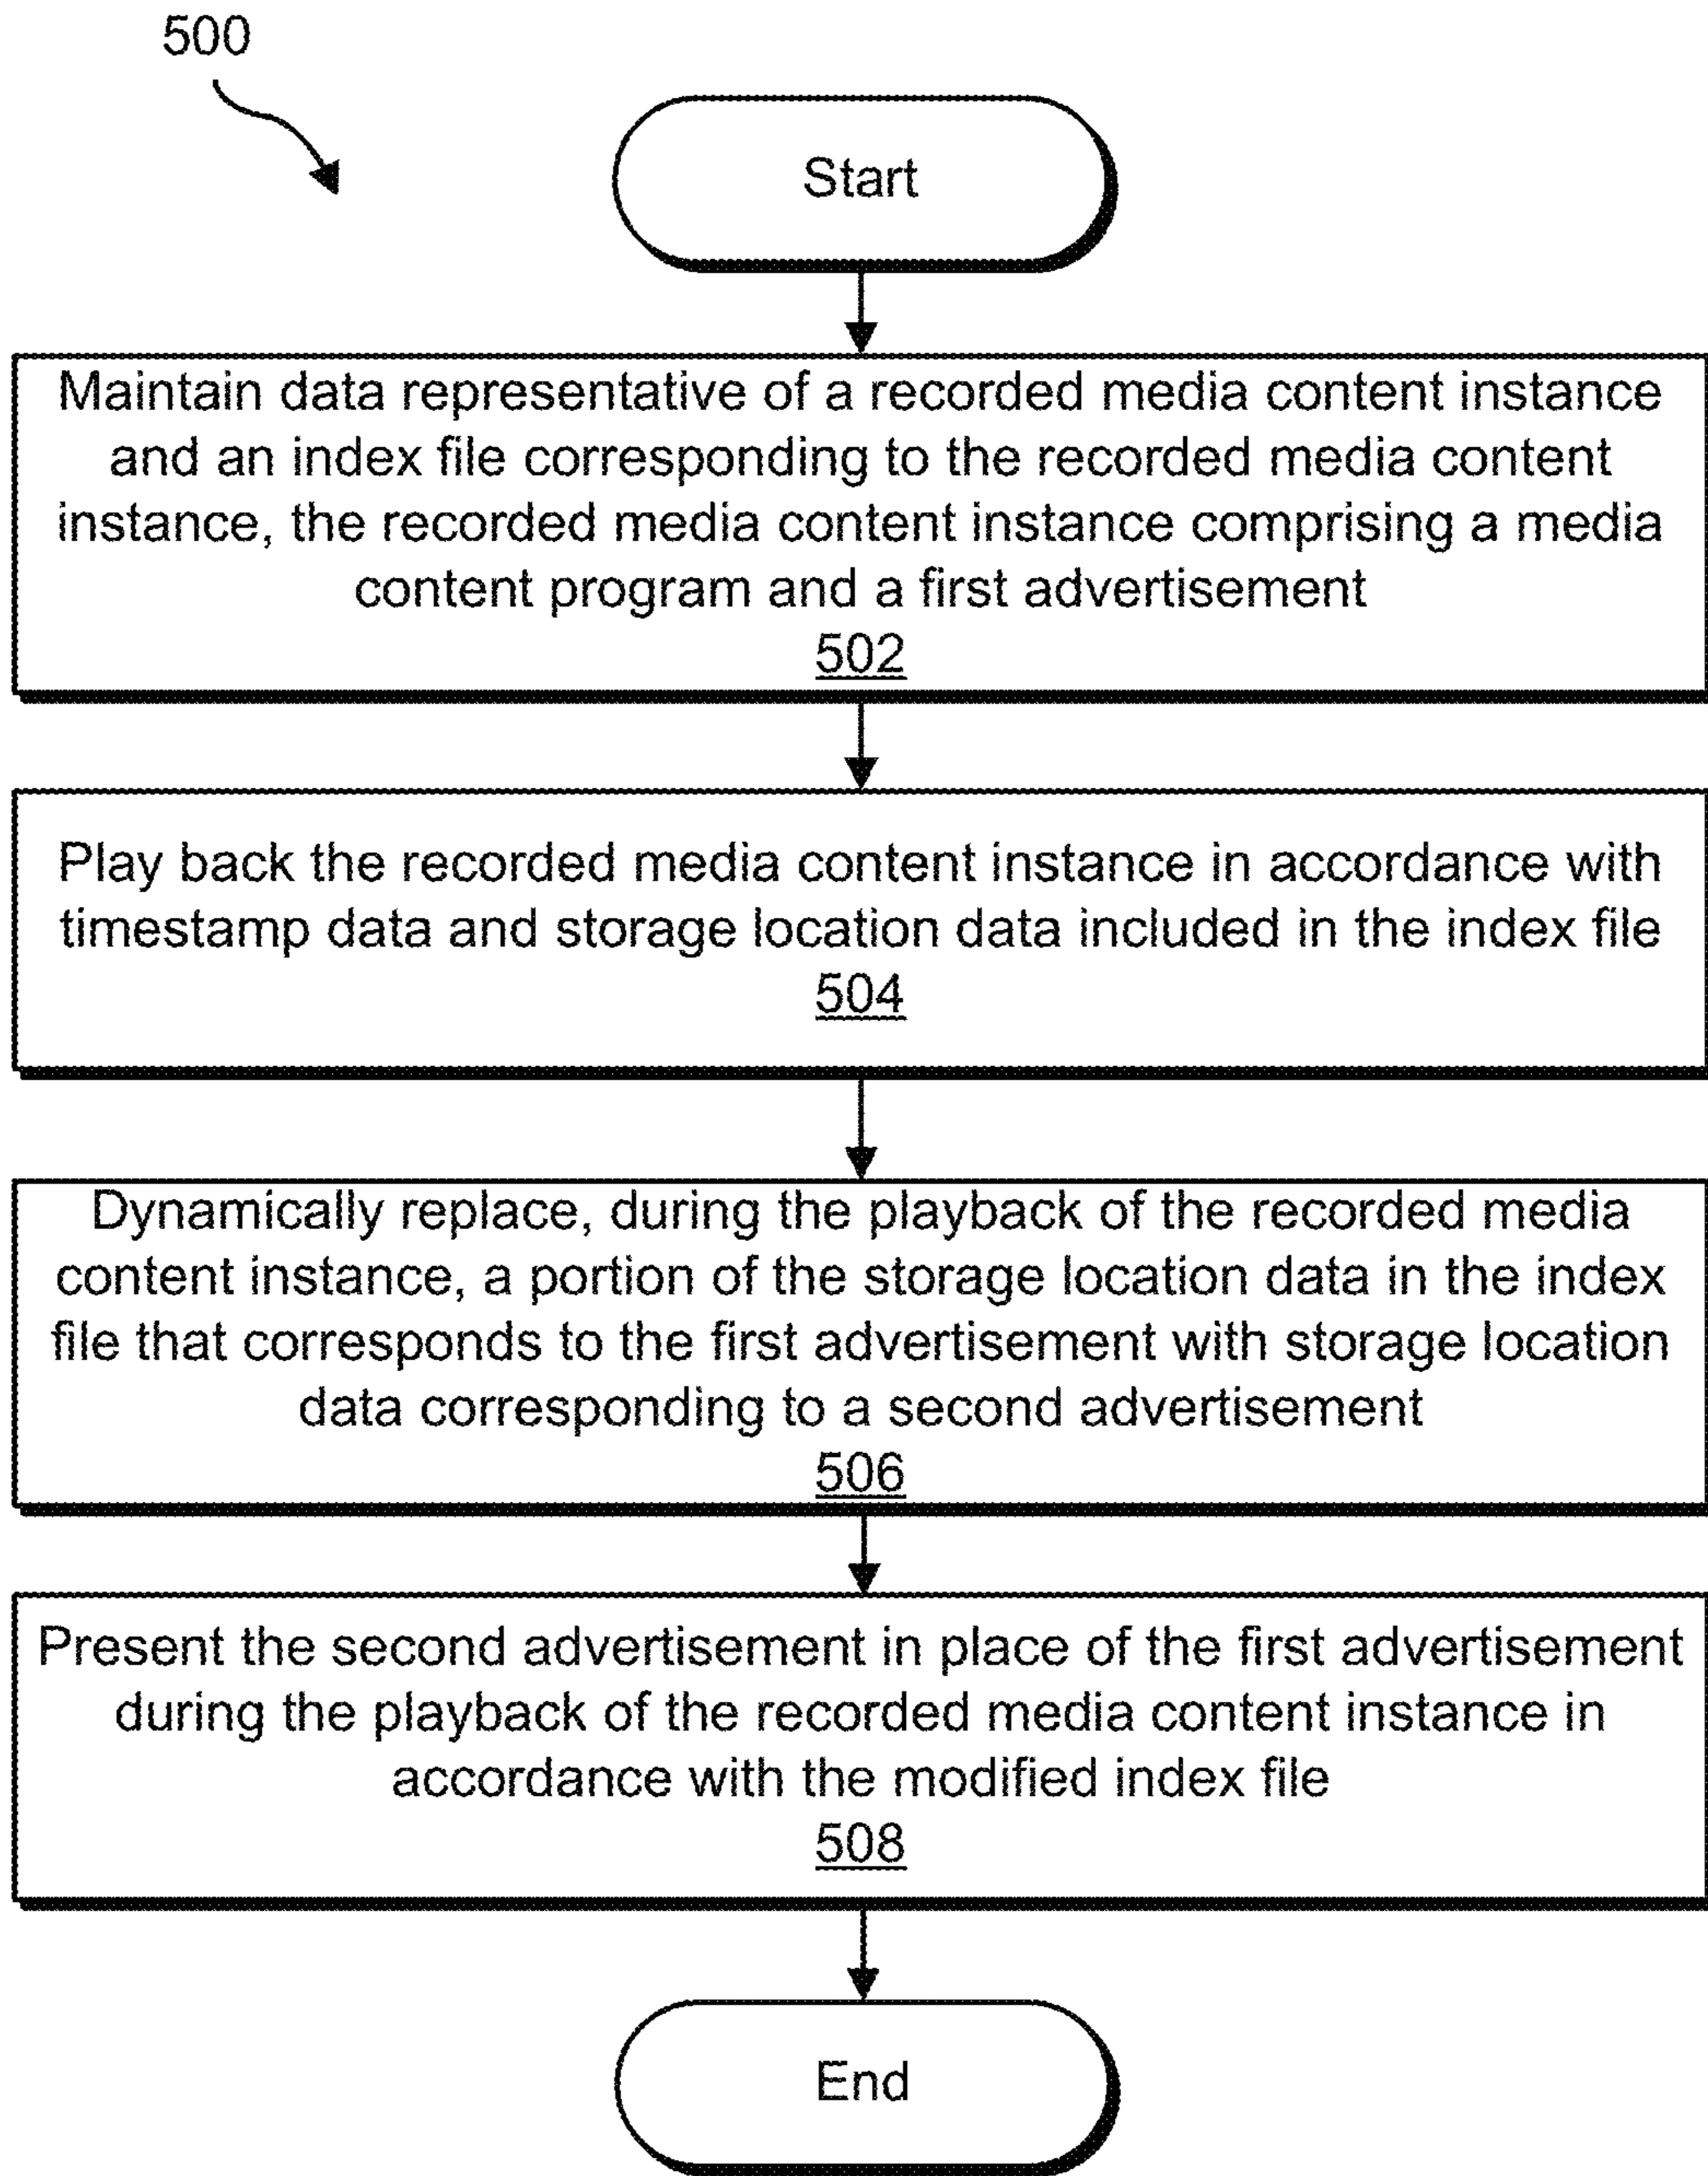 500
Start
Maintain data representative of a recorded media content instance
and an index file corresponding to the recorded media content
instance, the recorded media content instance comprising a media
content program and a first advertisement
502
Play back the recorded media content instance in accordance with
timestamp data and storage location data included in the index file
504
Dynamically replace, during the playback of the recorded media
content instance, a portion of the storage location data in the index
file that corresponds to the first advertisement with storage location
data corresponding to a second advertisement
506
Present the second advertisement in place of the first advertisement
during the playback of the recorded media content instance in
accordance with the modified index file
508
End